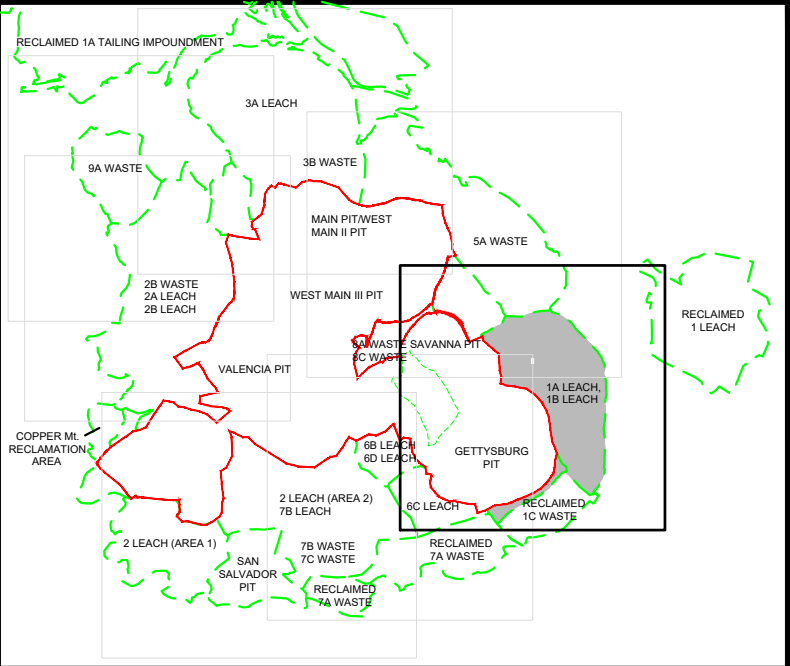 RECLAIMED 1A TAILING IMPOUNDMENT
3A LEACH
3B WASTE
9A WASTE
MAIN PIT/WEST
MAIN II PIT
5A WASTE
2B WASTE
2A LEACH
2B LEACH
WEST MAIN III PIT
RECLAIMED
1 LEACH
8A WASTE
8C WASTE
SAVANNA PIT
VALENCIA PIT
1A LEACH,
1B LEACH
COPPER Mt.
RECLAMATION
AREA
6B LEACH
6D LEACH
GETTYSBURG
PIT
2 LEACH (AREA 2)
7B LEACH
6C LEACH
RECLAIMED
1C WASTE
2 LEACH (AREA 1)
7B WASTE
7C WASTE
RECLAIMED
7A WASTE
SAN
SALVADOR
PIT
RECLAIMED
7A WASTE